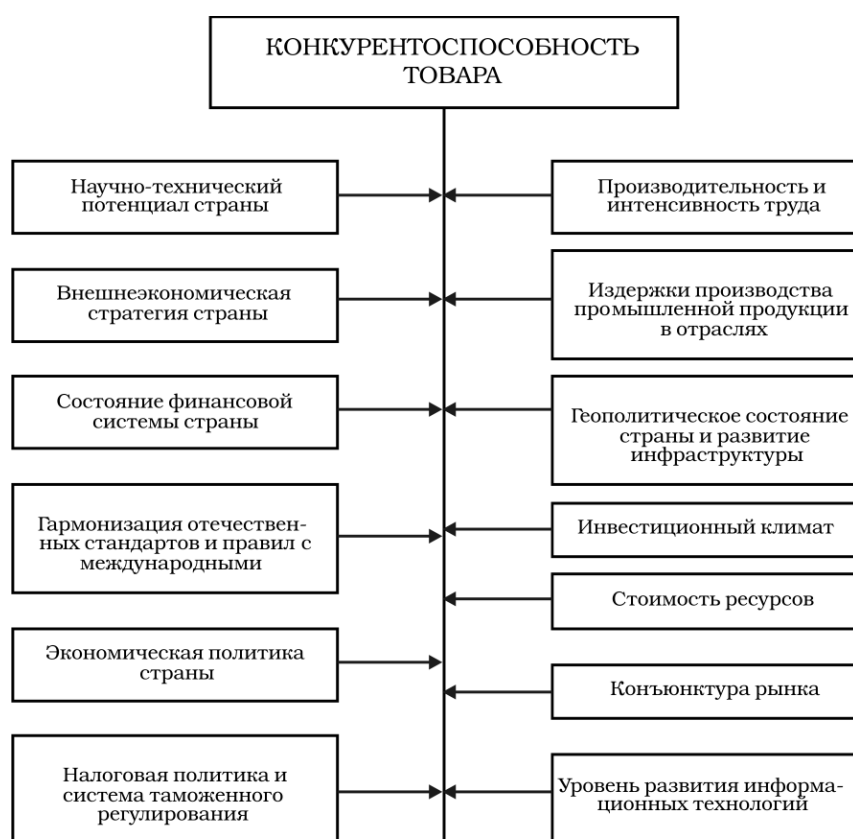 КОНКУРЕНТОСПОСОБНОСТЬ
ТОВАРА
Научно-технический
потенциал страны
Производительность и
интенсивность труда
Внешнеэкономическая
стратегия страны
Издержки производства
промышленной продукции
в отраслях
Состояние финансовой
системы страны
Геополитическое состояние
страны и развитие
инфраструктуры
Гармонизация отечествен-
ных стандартов и правил с
международными
Инвестиционный климат
Стоимость ресурсов
Экономическая политика
страны
Конъюнктура рынка
Налоговая политика и
система таможенного
регулирования
Уровень развития информа-
ционных технологий